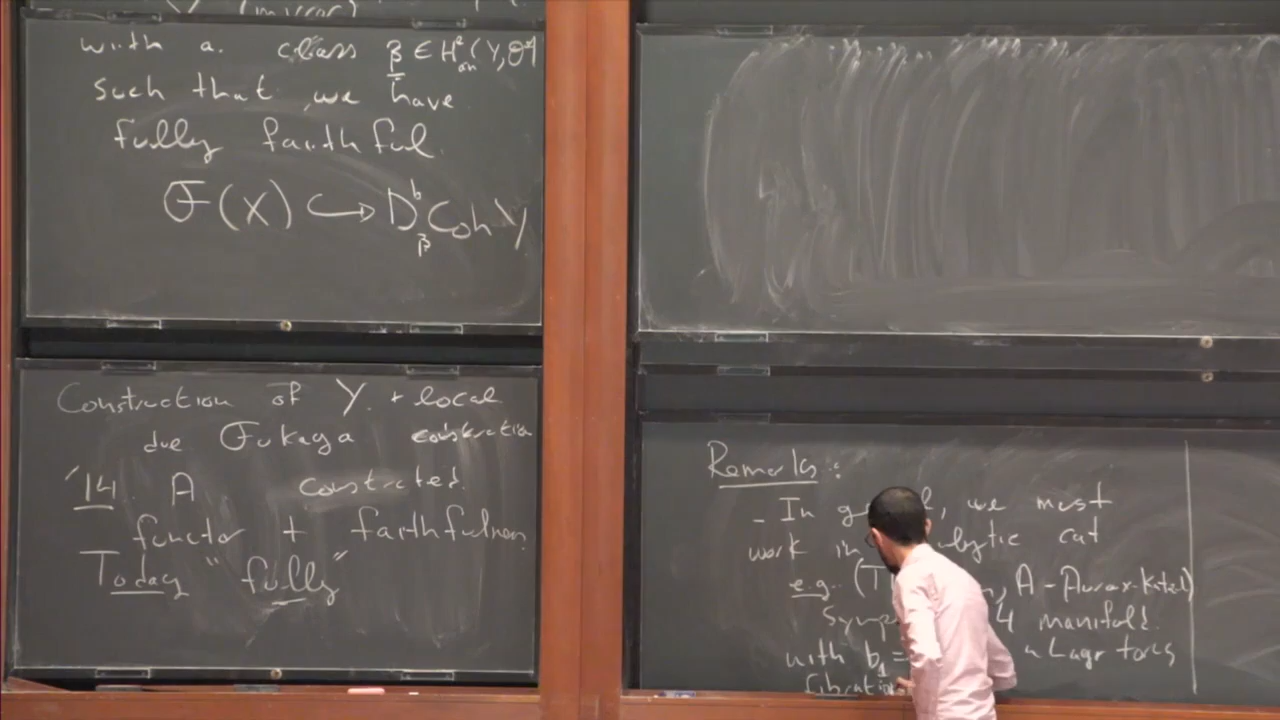 (mirror)
with a class β ∈ H²an(Y, O*)
such that we have
fully faithful
F(X) ↪ D^b_β Coh Y
Construction of Y + local
due Fukaya construction
'14 A constructed
functor + faithfulness
Today "fully"
Remarks:
- In we must
work in cat
e.g. (T , A - Auroux - Katzarkov)
4 manifold
with b₁ = a Lagr torus
fibration